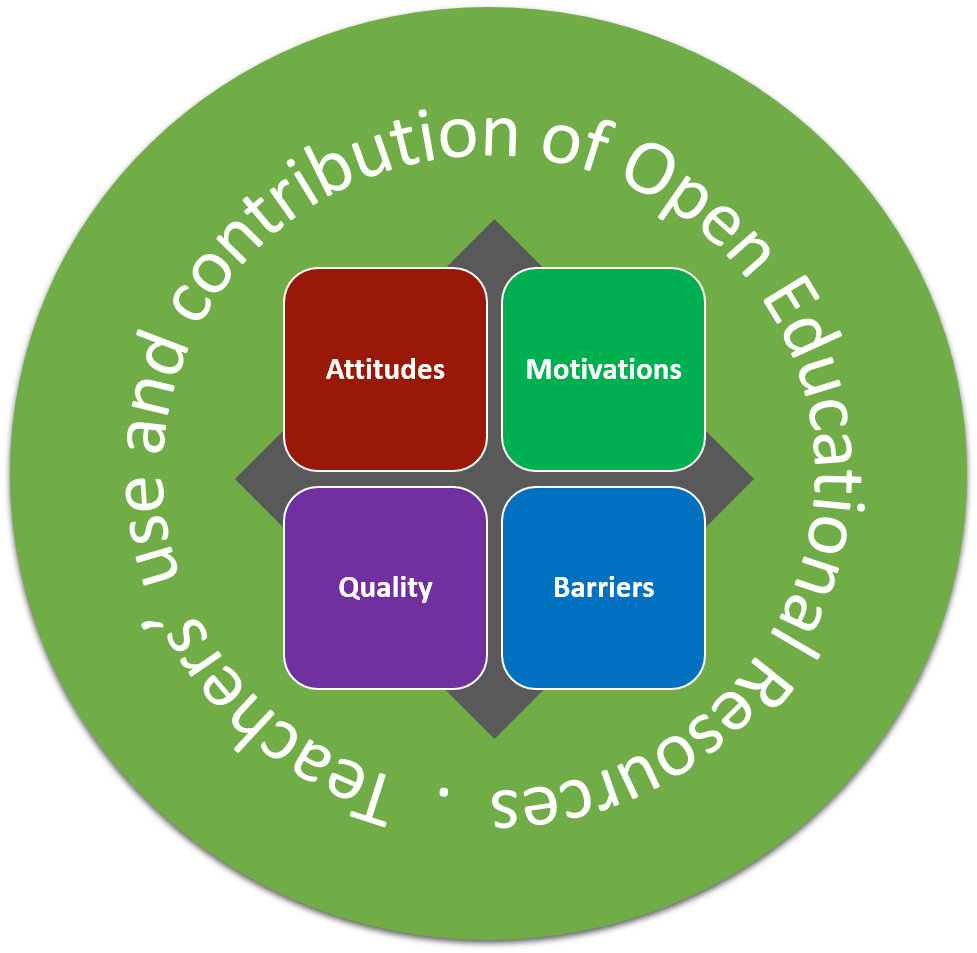 Teachers' use and contribution of Open Educational Resources .
Attitudes
Motivations
Quality
Barriers